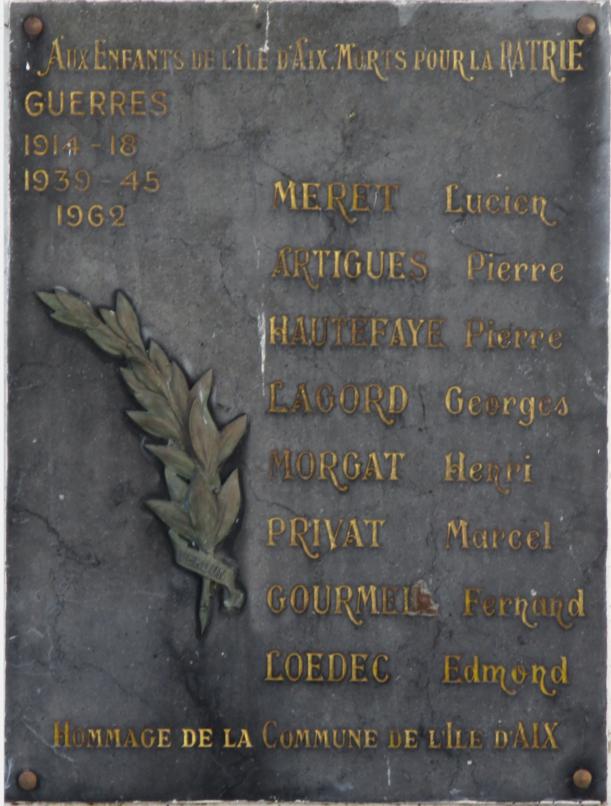 AUX ENFANTS DE L'ILE D'AIX. MORTS POUR LA PATRIE
GUERRES
1914-18
1939-45
1962
MERET Lucien
ARTIGUES Pierre
HAUTEFAYE Pierre
LAGORD Georges
MORGAT Henri
PRIVAT Marcel
GOURMEL Fernand
LOEDEC Edmond
HOMMAGE DE LA COMMUNE DE L'ILE D'AIX